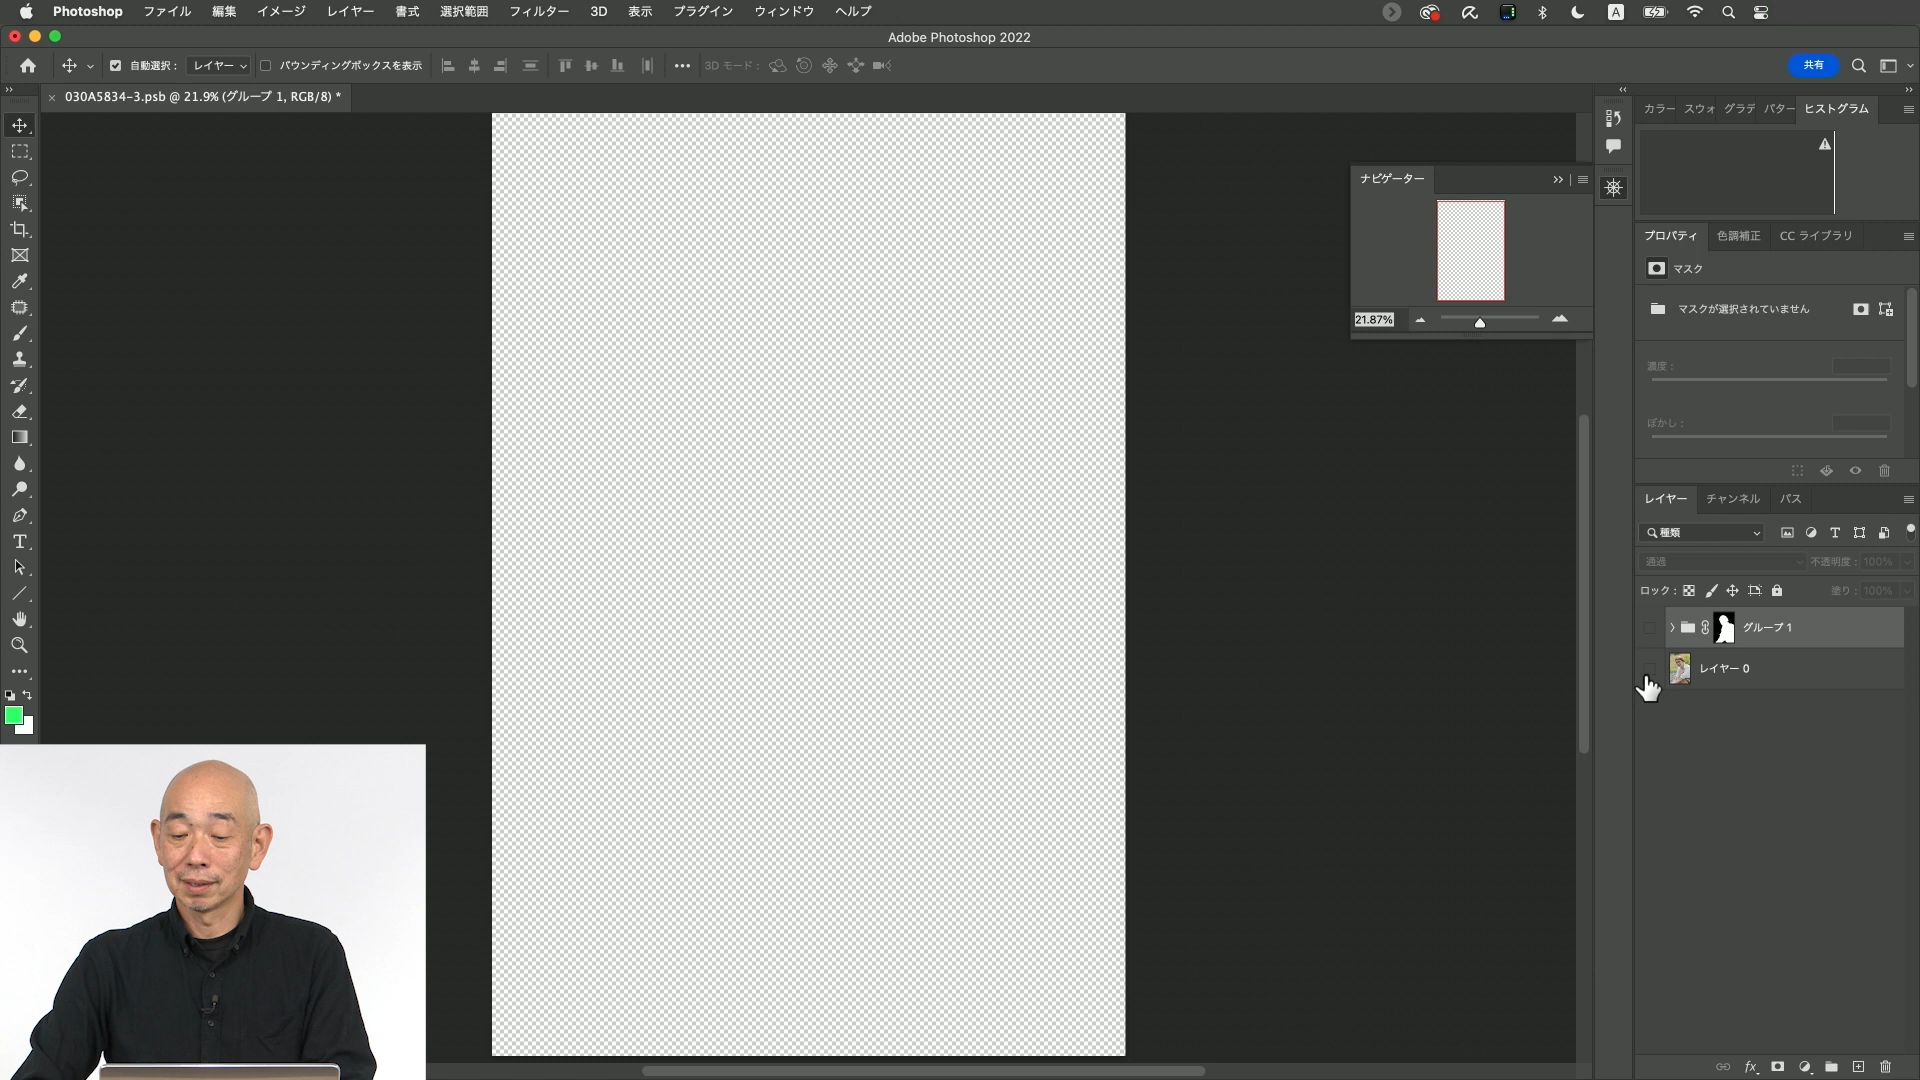 Photoshop ファイル 編集 イメージ レイヤー 書式 選択範囲 フィルター 3D 表示 プラグイン ウィンドウ ヘルプ A
Adobe Photoshop 2022
自動選択： レイヤー バウンディングボックスを表示 3D モード： 共有
× 030A5834-3.psb @ 21.9% (グループ 1, RGB/8) *
カラー スウォ グラデ パター ヒストグラム
ナビゲーター
21.87%
プロパティ 色調補正 CC ライブラリ
マスク
マスクが選択されていません
濃度：
ぼかし：
レイヤー チャンネル パス
種類
通過 不透明度： 100%
ロック： 塗り： 100%
グループ 1
レイヤー 0
fx